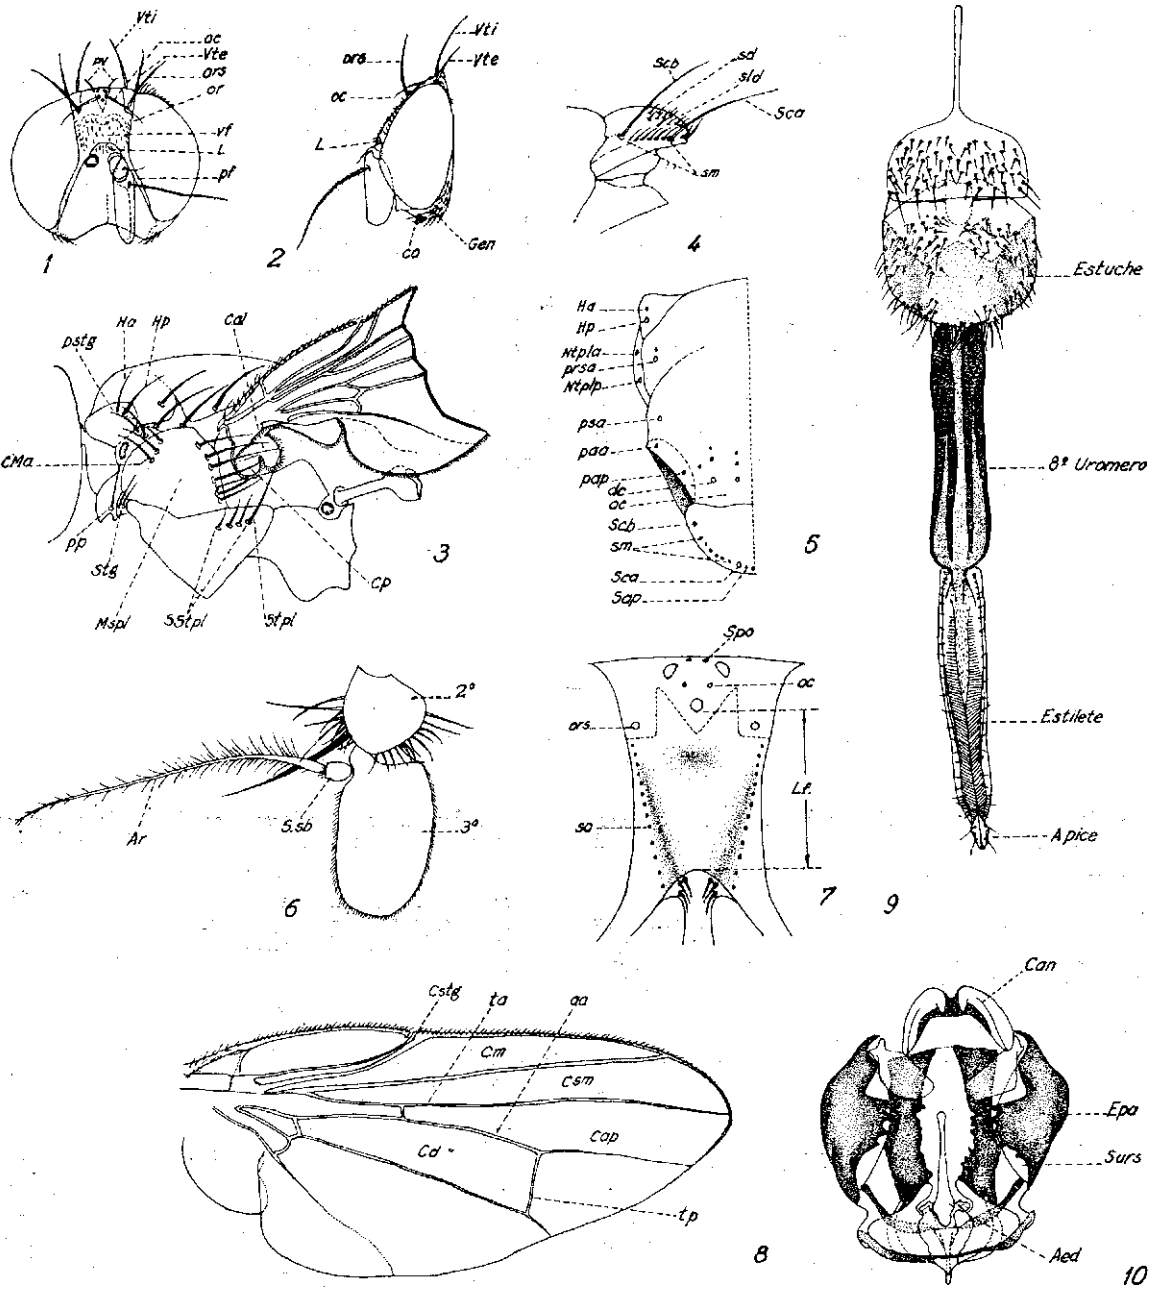 Vti
oc
Vte
ors
or
vf
L
pf
pv
1
Vti
Vte
ors
oc
L
ca
Gen
2
Scb
sd
sld
Sca
sm
4
Estuche
8º Uromero
Estilete
Apice
9
Ha
Hp
Cal
pstg
CMa
pp
Stg
Mspl
SStpl
Stpl
Cp
3
Ha
Hp
Ntpla
prsa
Ntplp
psa
paa
pap
dc
ac
Scb
sm
Sca
Sap
5
2º
3º
S.sb
Ar
6
Spo
oc
ors
Lf.
so
7
Cstg
ta
aa
Cm
Csm
Cap
Cd
tp
8
Can
Epa
Surs
Aed
10